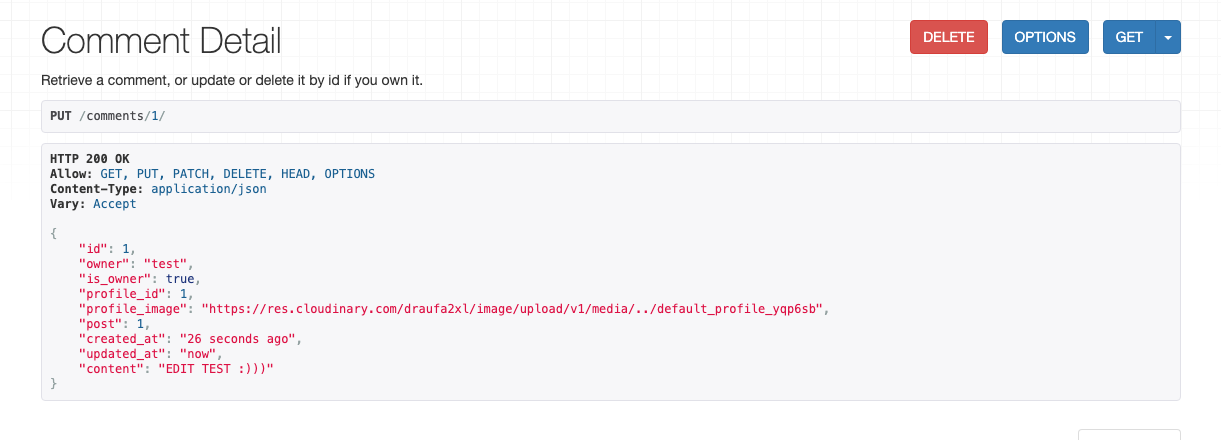 Comment Detail
DELETE
OPTIONS
GET
Retrieve a comment, or update or delete it by id if you own it.
PUT /comments/1/
HTTP 200 OK
Allow: GET, PUT, PATCH, DELETE, HEAD, OPTIONS
Content-Type: application/json
Vary: Accept
{
    "id": 1,
    "owner": "test",
    "is_owner": true,
    "profile_id": 1,
    "profile_image": "https://res.cloudinary.com/draufa2xl/image/upload/v1/media/../default_profile_yqp6sb",
    "post": 1,
    "created_at": "26 seconds ago",
    "updated_at": "now",
    "content": "EDIT TEST :)))"
}